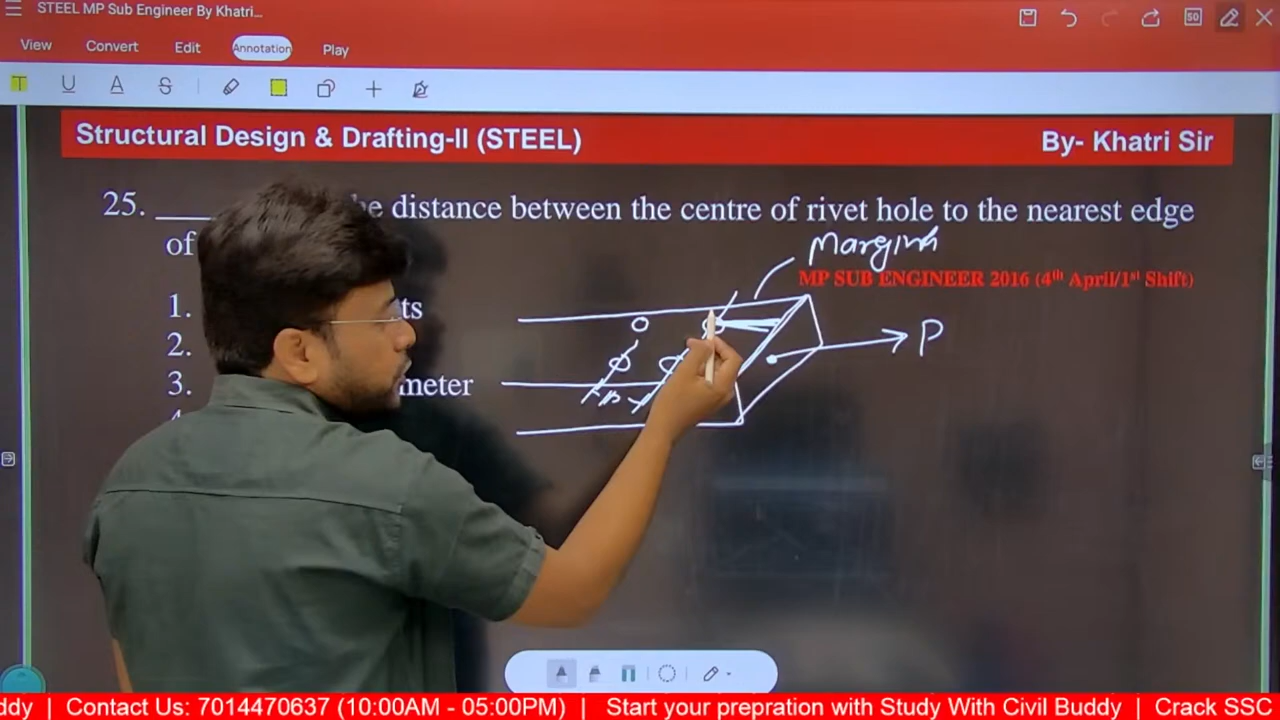 STEEL MP Sub Engineer By Khatri...
View Convert Edit Annotation Play
T U A S
50
Structural Design & Drafting-II (STEEL) By- Khatri Sir
25. ____ distance between the centre of rivet hole to the nearest edge
of
Margin
MP SUB ENGINEER 2016 (4th April/1st Shift)
1. ts
2.
3. meter
P
ddy | Contact Us: 7014470637 (10:00AM - 05:00PM) | Start your prepration with Study With Civil Buddy | Crack SSC